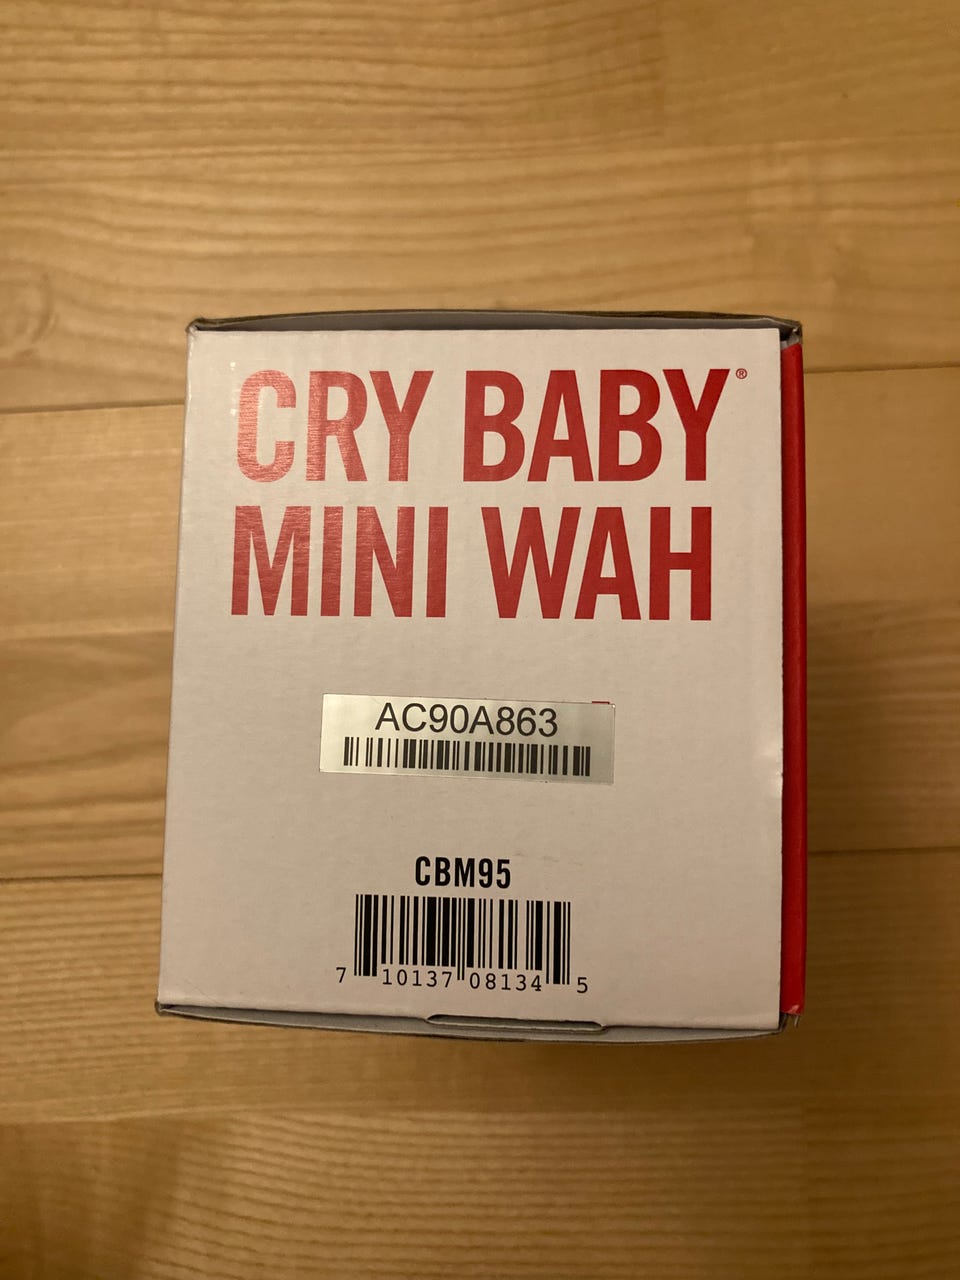 CRY BABY®
MINI WAH
AC90A863
CBM95
7 10137 08134 5